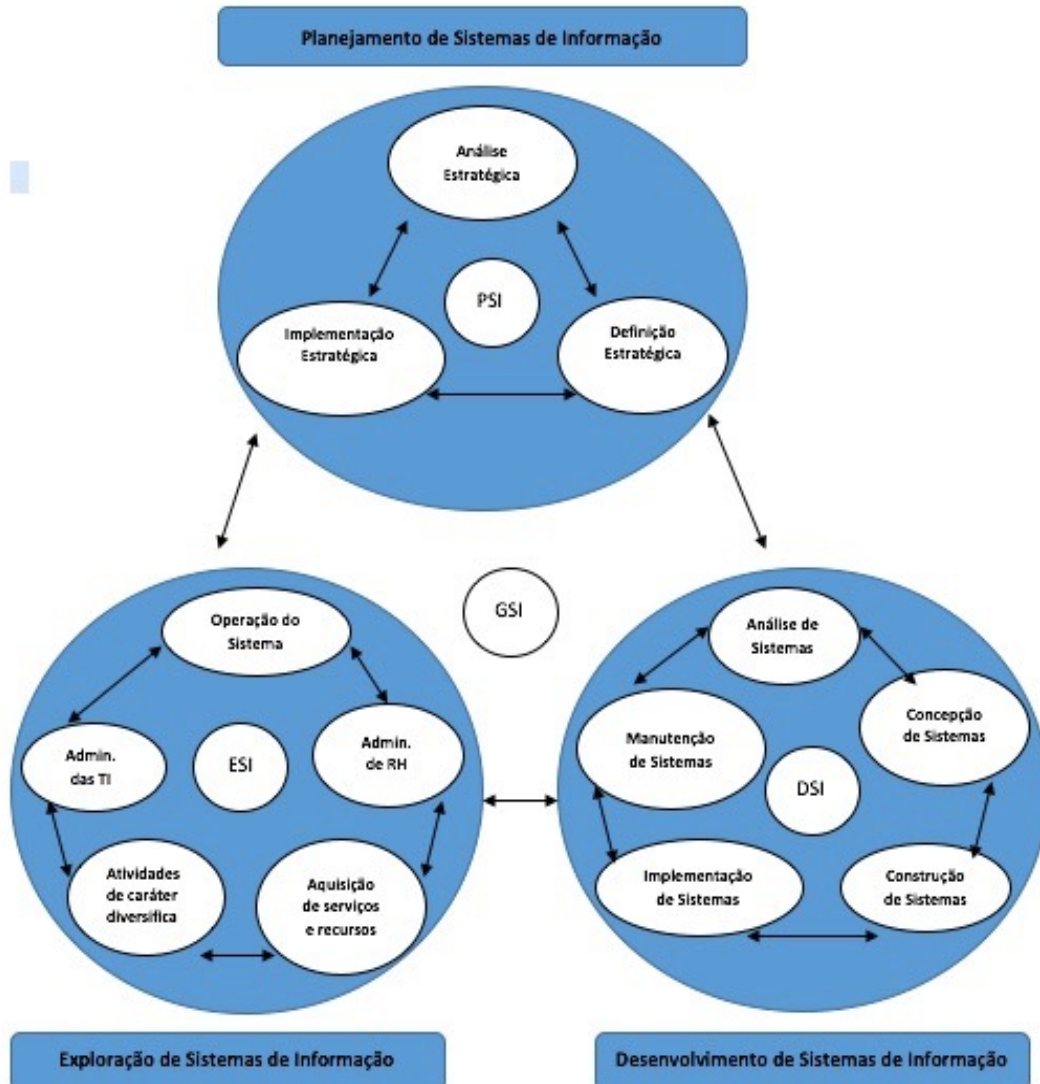 Planejamento de Sistemas de Informação
Análise
Estratégica
PSI
Implementação
Estratégica
Definição
Estratégica
GSI
Operação do
Sistema
Admin.
das TI
ESI
Admin.
de RH
Atividades
de caráter
diversifica
Aquisição
de serviços
e recursos
Análise de
Sistemas
Manutenção
de Sistemas
Concepção
de Sistemas
DSI
Implementação
de Sistemas
Construção
de Sistemas
Exploração de Sistemas de Informação
Desenvolvimento de Sistemas de Informação